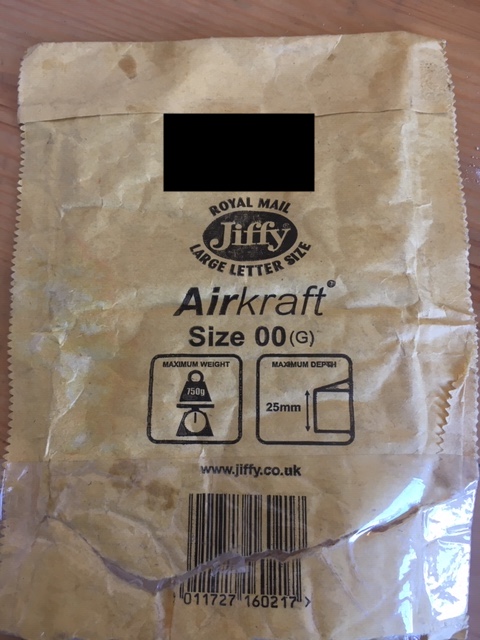 ROYAL MAIL
Jiffy
LARGE LETTER SIZE
Airkraft
Size 00 (G)
MAXIMUM WEIGHT
750g
MAXIMUM DEPTH
25mm
www.jiffy.co.uk
011727 160217 >